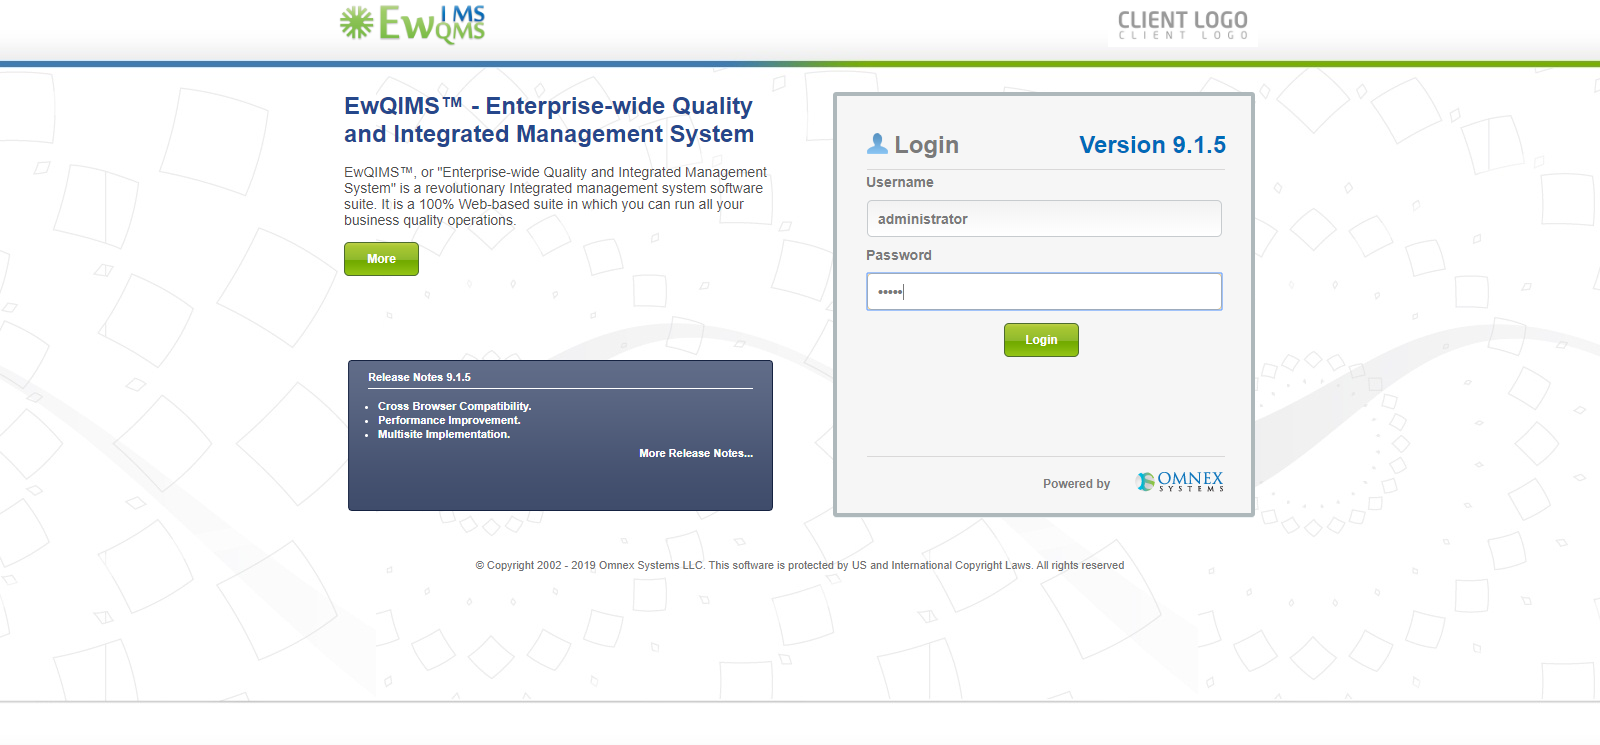 Ew IMS
QMS
CLIENT LOGO
CLIENT LOGO
EwQIMS™ - Enterprise-wide Quality
and Integrated Management System
EwQIMS™, or "Enterprise-wide Quality and Integrated Management
System" is a revolutionary Integrated management system software
suite. It is a 100% Web-based suite in which you can run all your
business quality operations.
More
Release Notes 9.1.5
• Cross Browser Compatibility.
• Performance Improvement.
• Multisite Implementation.
More Release Notes...
Login
Version 9.1.5
Username
administrator
Password
•••••
Login
Powered by
OMNEX
SYSTEMS
© Copyright 2002 - 2019 Omnex Systems LLC. This software is protected by US and International Copyright Laws. All rights reserved